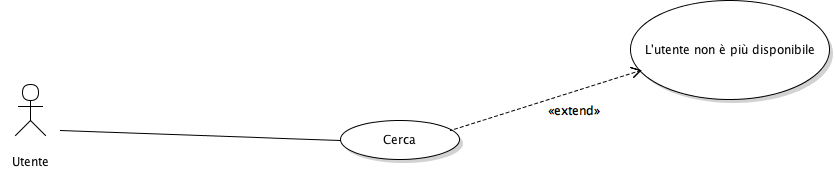 L'utente non è più disponibile
«extend»
Cerca
Utente